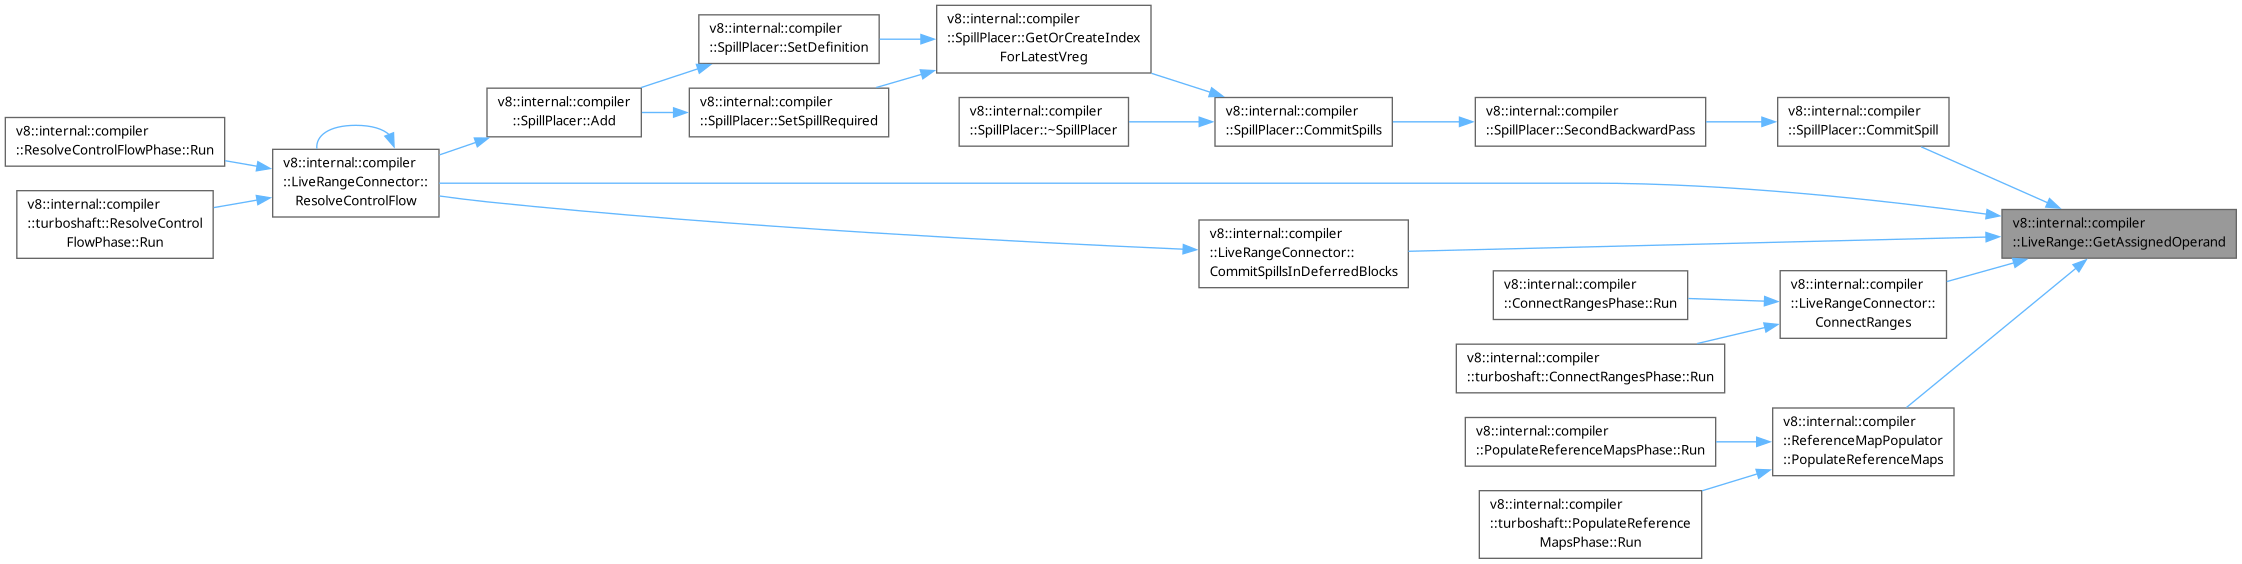 v8::internal::compiler
::ResolveControlFlowPhase::Run
v8::internal::compiler
::turboshaft::ResolveControl
FlowPhase::Run
v8::internal::compiler
::LiveRangeConnector::
ResolveControlFlow
v8::internal::compiler
::SpillPlacer::Add
v8::internal::compiler
::SpillPlacer::SetDefinition
v8::internal::compiler
::SpillPlacer::SetSpillRequired
v8::internal::compiler
::SpillPlacer::GetOrCreateIndex
ForLatestVreg
v8::internal::compiler
::SpillPlacer::~SpillPlacer
v8::internal::compiler
::SpillPlacer::CommitSpills
v8::internal::compiler
::SpillPlacer::SecondBackwardPass
v8::internal::compiler
::SpillPlacer::CommitSpill
v8::internal::compiler
::LiveRangeConnector::
CommitSpillsInDeferredBlocks
v8::internal::compiler
::LiveRange::GetAssignedOperand
v8::internal::compiler
::ConnectRangesPhase::Run
v8::internal::compiler
::turboshaft::ConnectRangesPhase::Run
v8::internal::compiler
::LiveRangeConnector::
ConnectRanges
v8::internal::compiler
::PopulateReferenceMapsPhase::Run
v8::internal::compiler
::turboshaft::PopulateReference
MapsPhase::Run
v8::internal::compiler
::ReferenceMapPopulator
::PopulateReferenceMaps